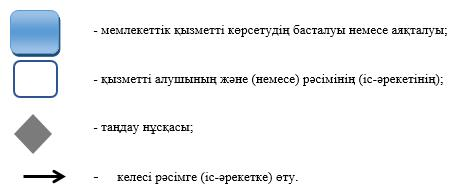 - мемлекеттік қызметті көрсетудің басталуы немесе аяқталуы;
- қызметті алушының және (немесе) рәсімінің (іс-әрекетінің);
- таңдау нұсқасы;
- келесі рәсімге (іс-әрекетке) өту.